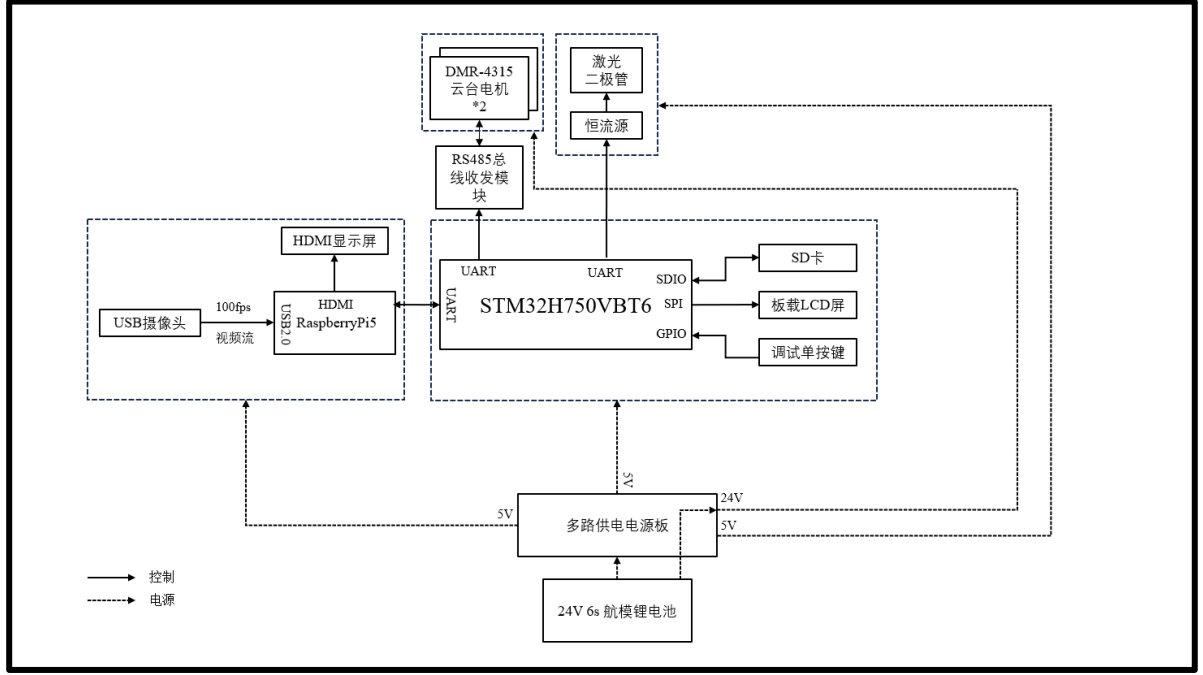 DMR-4315
云台电机
*2
激光
二极管
恒流源
RS485总
线收发模
块
HDMI显示屏
UART
UART
SDIO
SD卡
100fps
USB摄像头
视频流
USB2.0
HDMI
RaspberryPi5
UART
STM32H750VBT6
SPI
板载LCD屏
GPIO
调试单按键
5V
5V
多路供电电源板
24V
5V
24V 6s 航模锂电池
控制
电源